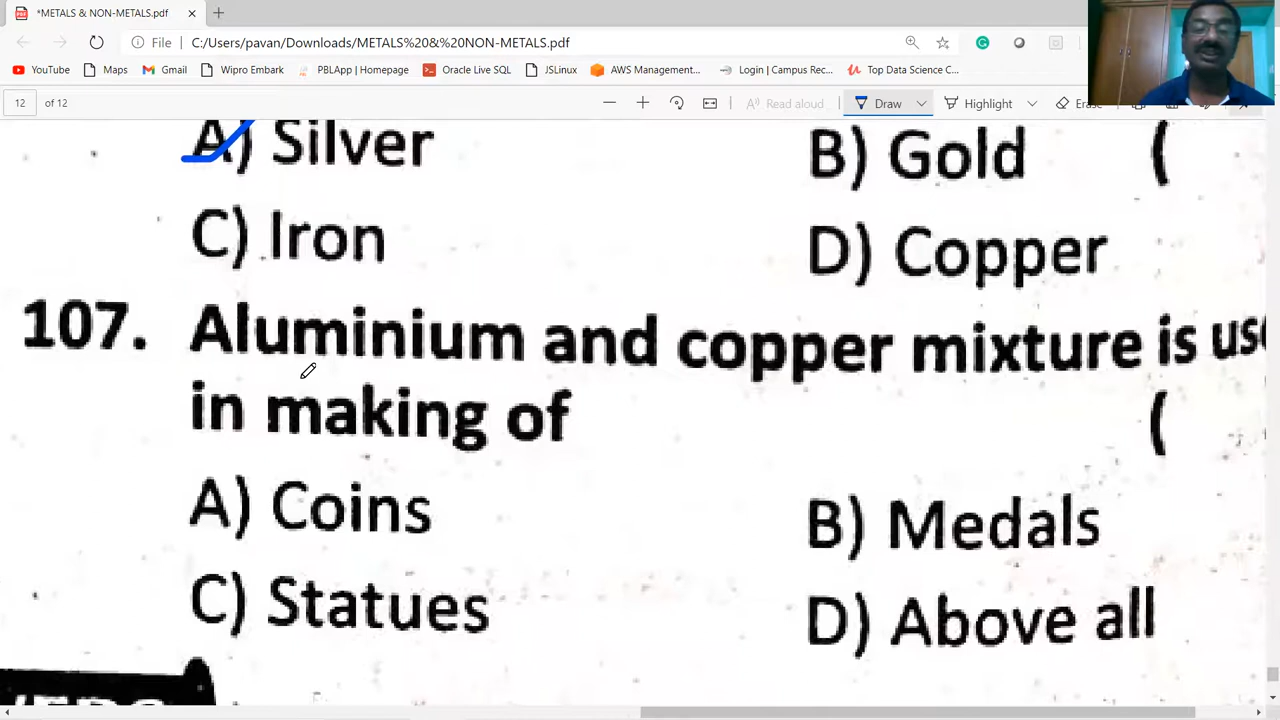 *METALS & NON-METALS.pdf
File C:/Users/pavan/Downloads/METALS%20&%20NON-METALS.pdf
YouTube Maps Gmail Wipro Embark PBLApp | Homepage Oracle Live SQL JSLinux AWS Management... Login | Campus Rec... Top Data Science C...
12 of 12 Read aloud Draw Highlight Erase
A) Silver B) Gold (
C) Iron D) Copper
107. Aluminium and copper mixture is
in making of (
A) Coins B) Medals
C) Statues D) Above all